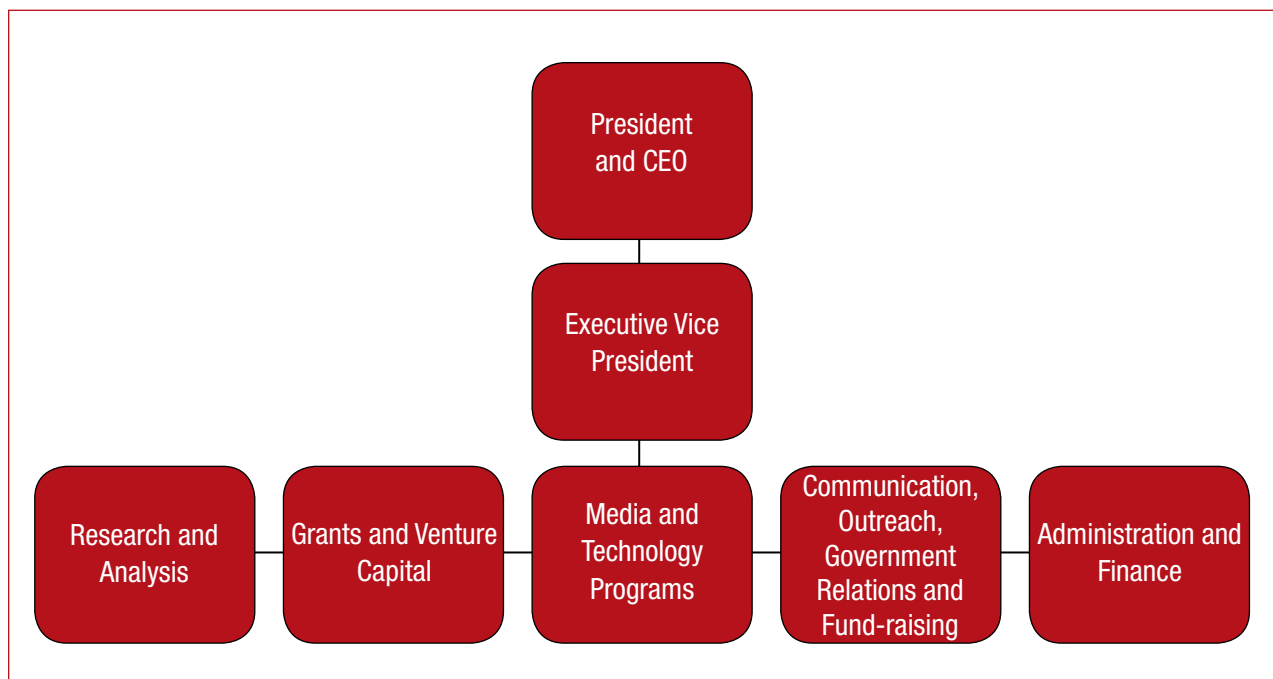 President
and CEO
Executive Vice
President
Research and
Analysis
Grants and Venture
Capital
Media and
Technology
Programs
Communication,
Outreach,
Government
Relations and
Fund-raising
Administration and
Finance